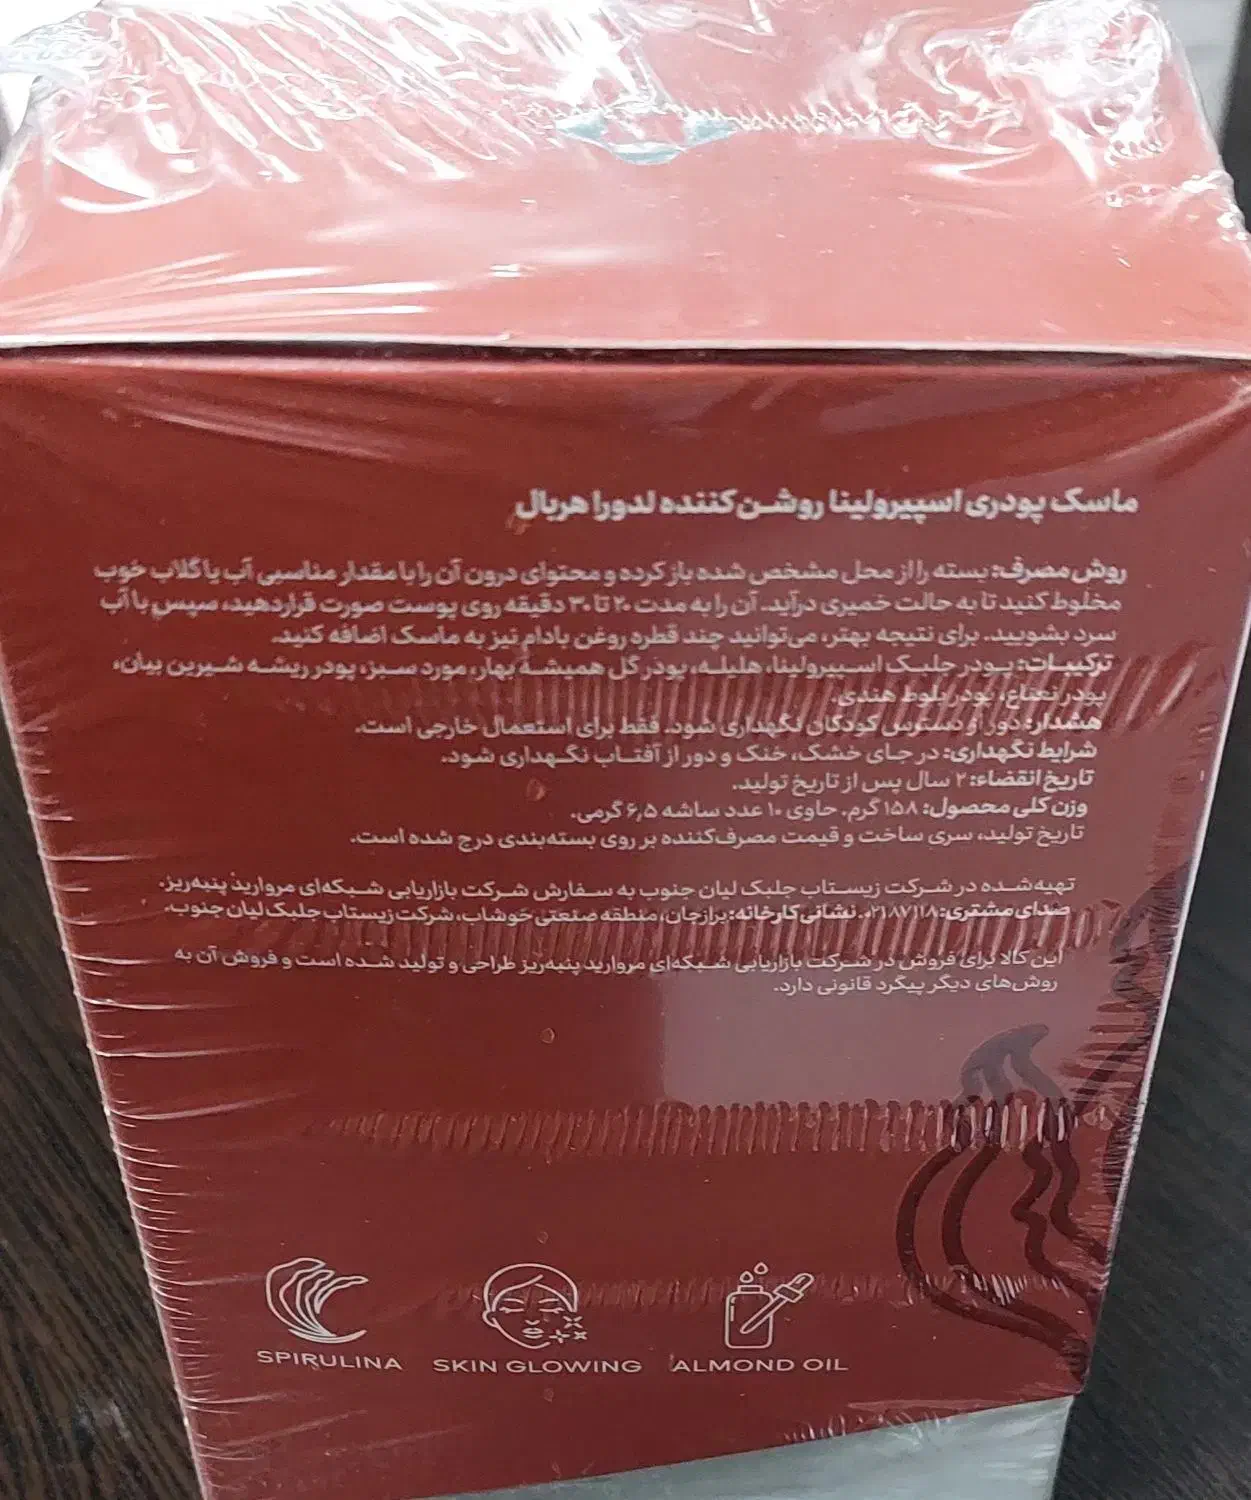 ماسک پودری اسپیرولینا روشن‌کننده لدورا هربال
روش مصرف: بسته را از محل مشخص شده باز کرده و محتوای درون آن را با مقدار مناسبی آب یا گلاب خوب
مخلوط کنید تا به حالت خمیری درآید. آن را به مدت ۲۰ تا ۳۰ دقیقه روی پوست صورت قرار دهید، سپس با آب
سرد بشویید. برای نتیجه بهتر، می‌توانید چند قطره روغن بادام نیز به ماسک اضافه کنید.
ترکیبات: پودر جلبک اسپیرولینا، هلیله، پودر گل همیشه بهار، مورد سبز، پودر ریشه شیرین بیان،
پودر نعناع، پودر بلوط هندی.
هشدار: دور از دسترس کودکان نگهداری شود. فقط برای استعمال خارجی است.
شرایط نگهداری: در جای خشک، خنک و دور از آفتاب نگهداری شود.
تاریخ انقضاء: ۲ سال پس از تاریخ تولید.
وزن کلی محصول: ۱۵۸ گرم. حاوی ۱۰ عدد ساشه ۶٫۵ گرمی.
تاریخ تولید، سری ساخت و قیمت مصرف‌کننده بر روی بسته‌بندی درج شده است.
تهیه شده در شرکت زیستاب جلبک لیان جنوب به سفارش شرکت بازاریابی شبکه‌ای مروارید پنبه‌ریز.
صدای مشتری: ۰۲۱۸۷۱۱۸. نشانی کارخانه: برازجان، منطقه صنعتی خوشاب، شرکت زیستاب جلبک لیان جنوب.
این کالا برای فروش در شرکت بازاریابی شبکه‌ای مروارید پنبه‌ریز طراحی و تولید شده است و فروش آن به
روش‌های دیگر پیگرد قانونی دارد.
SPIRULINA SKIN GLOWING ALMOND OIL